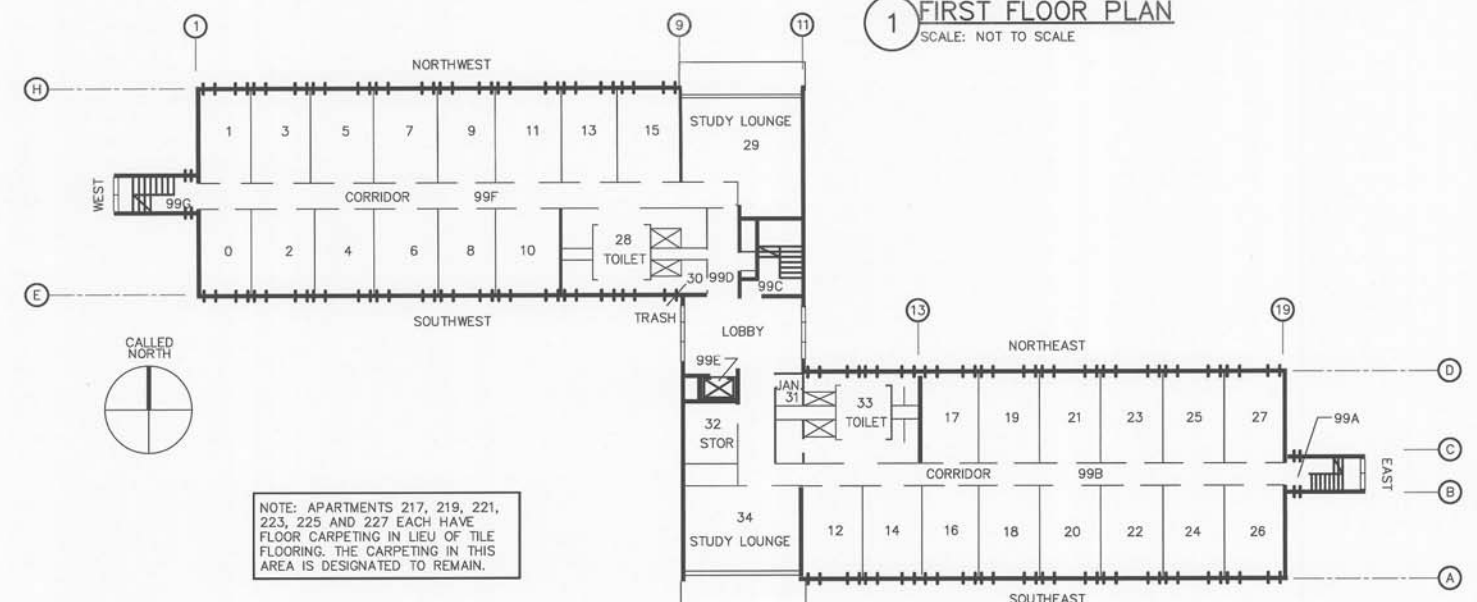 1 FIRST FLOOR PLAN
SCALE: NOT TO SCALE
1
9
11
H
NORTHWEST
1 3 5 7 9 11 13 15
STUDY LOUNGE
29
WEST
99G
CORRIDOR 99F
0 2 4 6 8 10
28
TOILET
30
99D
99C
E
SOUTHWEST
TRASH
LOBBY
13
19
CALLED
NORTH
NORTHEAST
99E
D
JAN.
31
33
TOILET
17 19 21 23 25 27
99A
32
STOR
C
CORRIDOR 99B
EAST
B
34
STUDY LOUNGE
12 14 16 18 20 22 24 26
A
SOUTHEAST
NOTE: APARTMENTS 217, 219, 221,
223, 225 AND 227 EACH HAVE
FLOOR CARPETING IN LIEU OF TILE
FLOORING. THE CARPETING IN THIS
AREA IS DESIGNATED TO REMAIN.